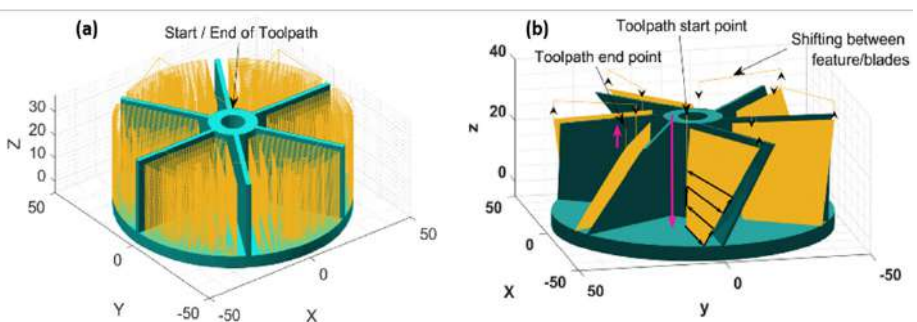 (a)
Start / End of Toolpath
30
20
10
0
Z
50
0
-50
Y
-50
0
50
X
(b)
Toolpath start point
Toolpath end point
Shifting between
feature/blades
40
20
0
z
50
0
-50
X
50
0
-50
y